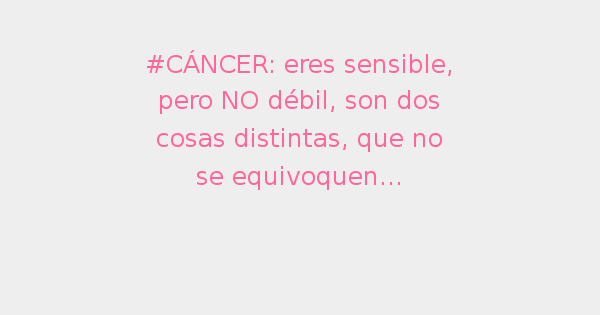 #CÁNCER: eres sensible,
pero NO débil, son dos
cosas distintas, que no
se equivoquen...